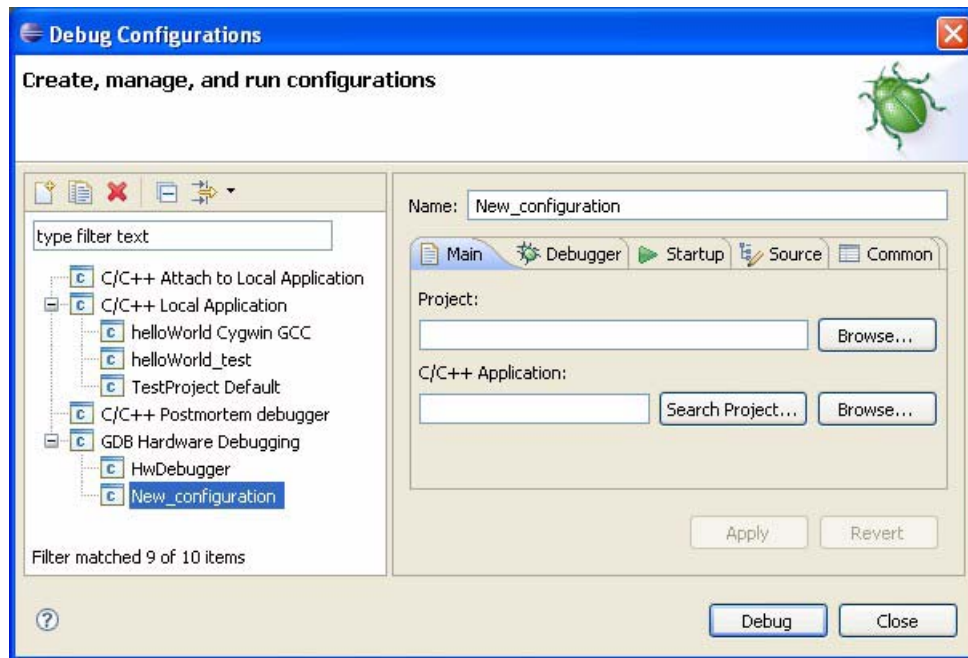 Debug Configurations
Create, manage, and run configurations
type filter text
C/C++ Attach to Local Application
C/C++ Local Application
helloWorld Cygwin GCC
helloWorld_test
TestProject Default
C/C++ Postmortem debugger
GDB Hardware Debugging
HwDebugger
New_configuration
Filter matched 9 of 10 items
Name: New_configuration
Main Debugger Startup Source Common
Project:
Browse...
C/C++ Application:
Search Project... Browse...
Apply Revert
Debug Close